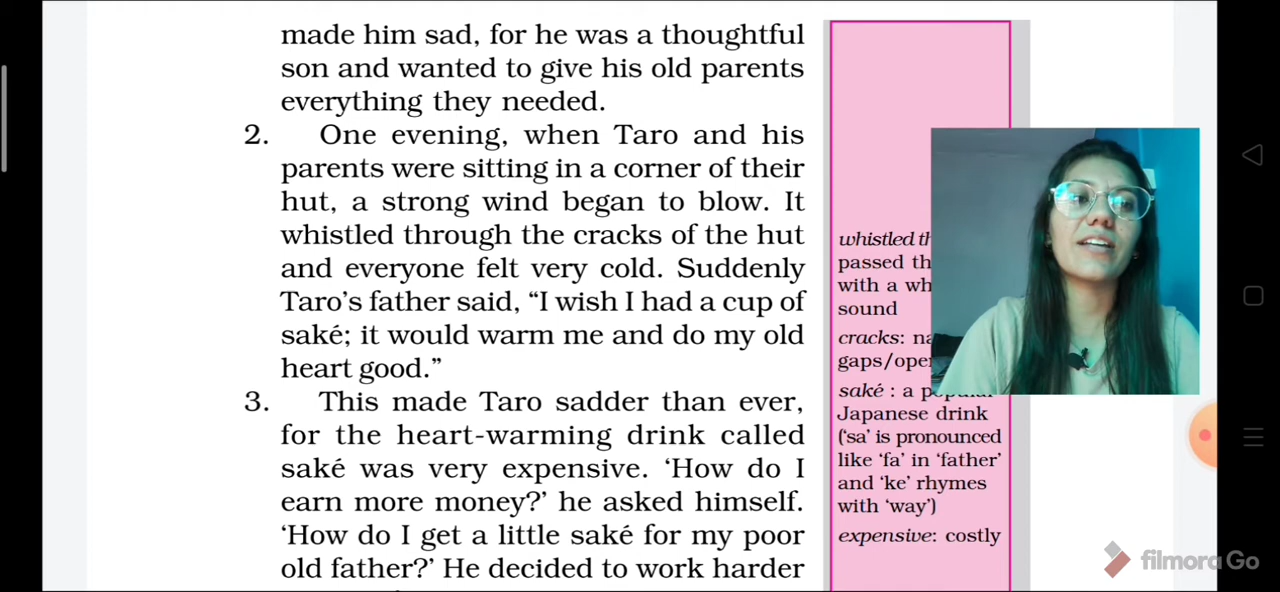 made him sad, for he was a thoughtful
son and wanted to give his old parents
everything they needed.
2. One evening, when Taro and his
parents were sitting in a corner of their
hut, a strong wind began to blow. It
whistled through the cracks of the hut
and everyone felt very cold. Suddenly
Taro’s father said, “I wish I had a cup of
saké; it would warm me and do my old
heart good.”
3. This made Taro sadder than ever,
for the heart-warming drink called
saké was very expensive. ‘How do I
earn more money?’ he asked himself.
‘How do I get a little saké for my poor
old father?’ He decided to work harder
whistled
passed
with a
sound
cracks:
saké : a
Japanese drink
(‘sa’ is pronounced
like ‘fa’ in ‘father’
and ‘ke’ rhymes
with ‘way’)
expensive: costly
filmoraGo